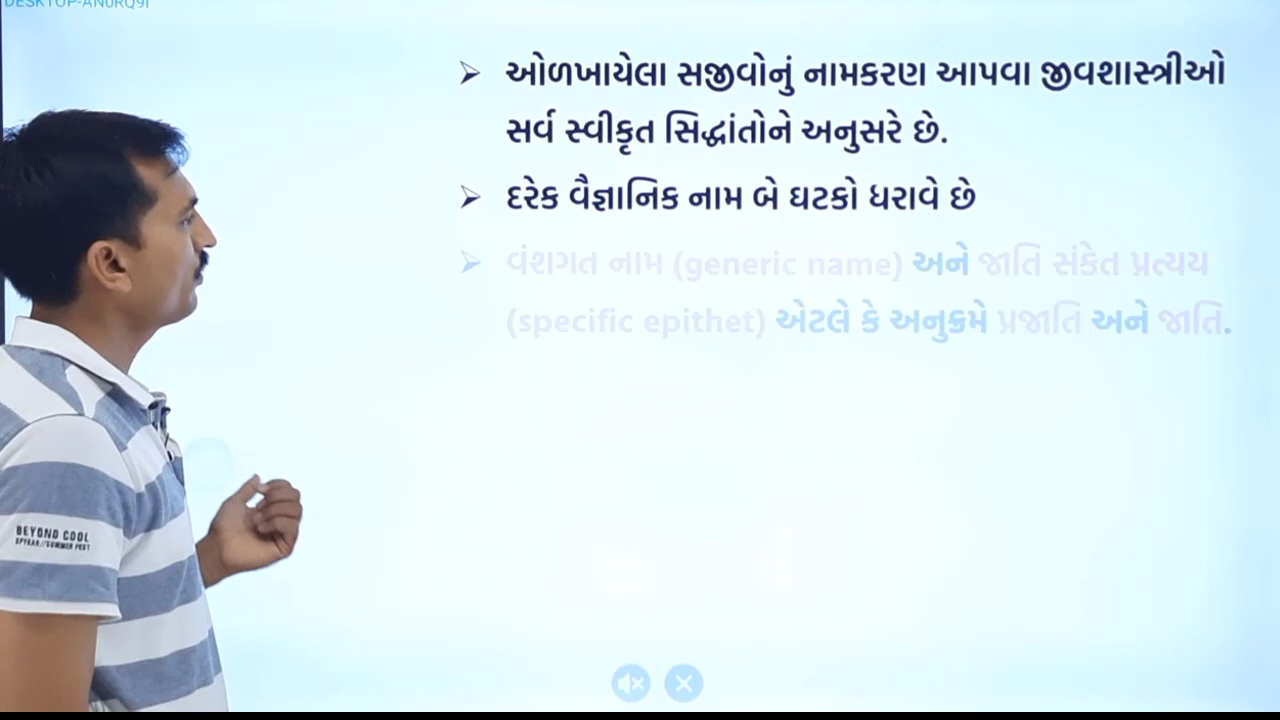 DESKTOP-AN0RQ9I
➢ ઓળખાયેલા સજીવોનું નામકરણ આપવા જીવશાસ્ત્રીઓ
સર્વ સ્વીકૃત સિદ્ધાંતોને અનુસરે છે.
➢ દરેક વૈજ્ઞાનિક નામ બે ઘટકો ધરાવે છે
➢ વંશગત નામ (generic name) અને જાતિ સંકેત પ્રત્યય
(specific epithet) એટલે કે અનુક્રમે પ્રજાતિ અને જાતિ.
BEYOND COOL